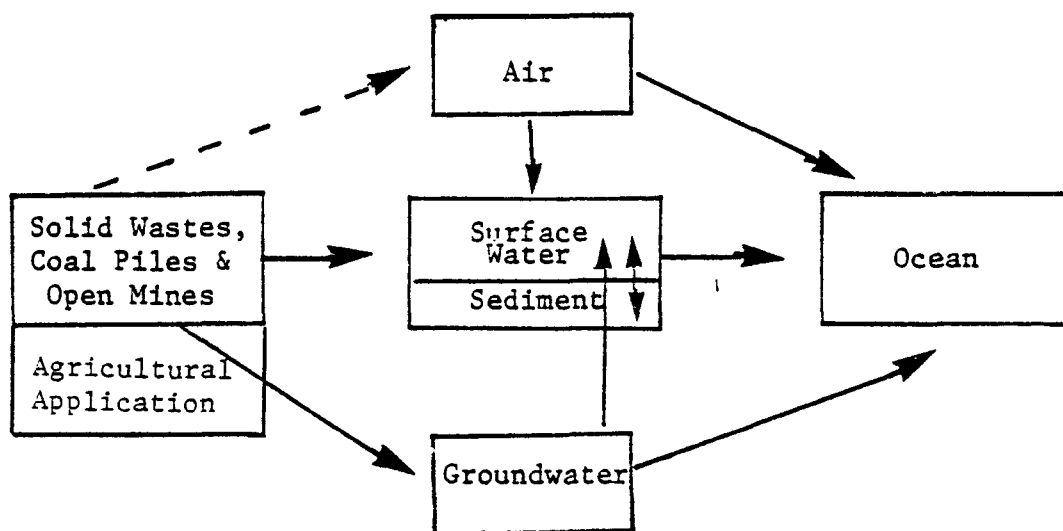 Air
Solid Wastes,
Coal Piles &
Open Mines
Surface
Water
Sediment
Ocean
Agricultural
Application
Groundwater